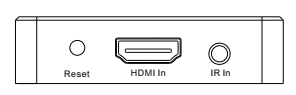 Reset HDMI In IR In